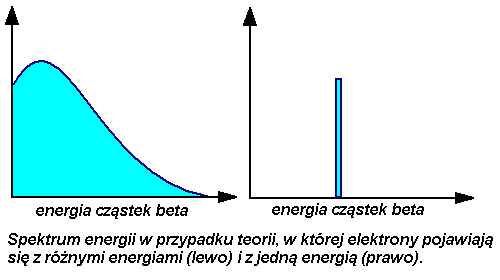 energia cząstek beta
energia cząstek beta
Spektrum energii w przypadku teorii, w której elektrony pojawiają
się z różnymi energiami (lewo) i z jedną energią (prawo).